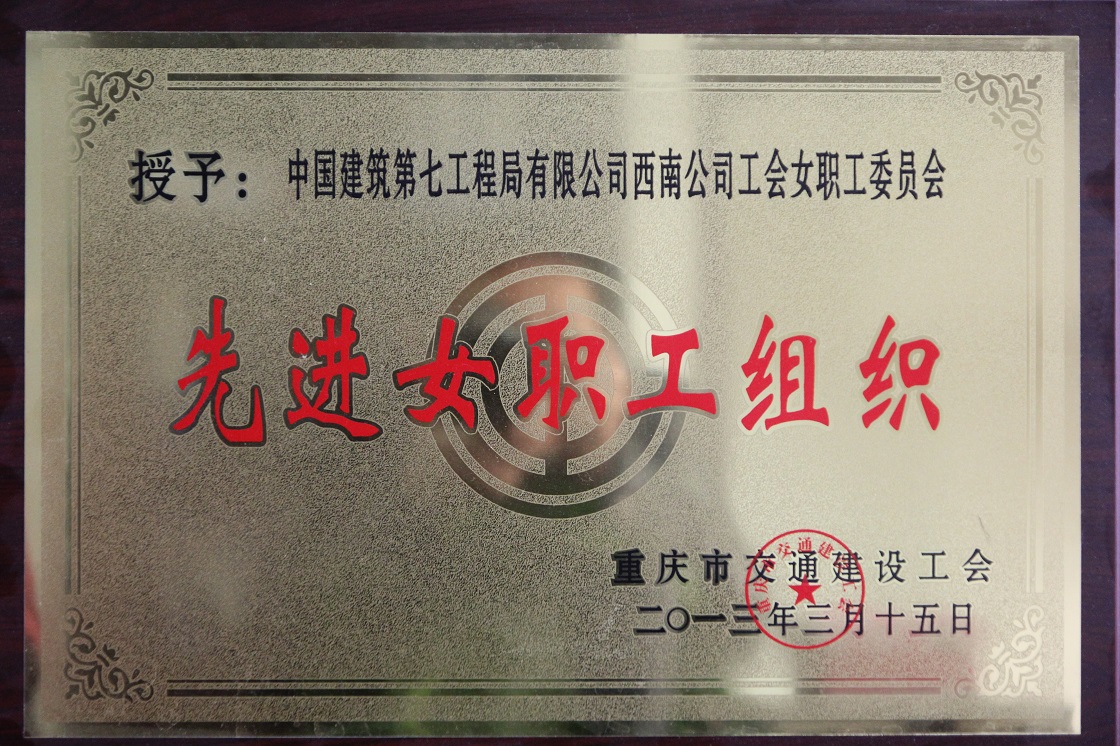 授予：中国建筑第七工程局有限公司西南公司工会女职工委员会
先进女职工组织
重庆市交通建设工会
二〇一三年三月十五日